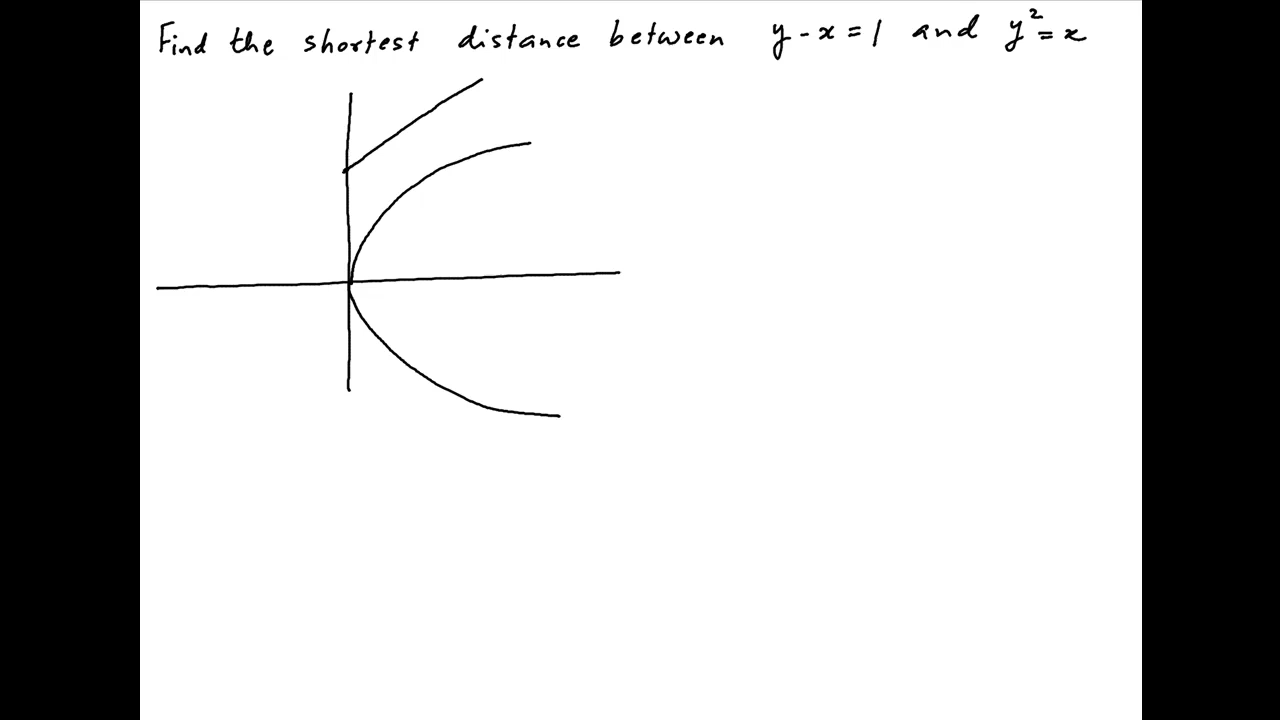 Find the shortest distance between y - x = 1 and y² = x